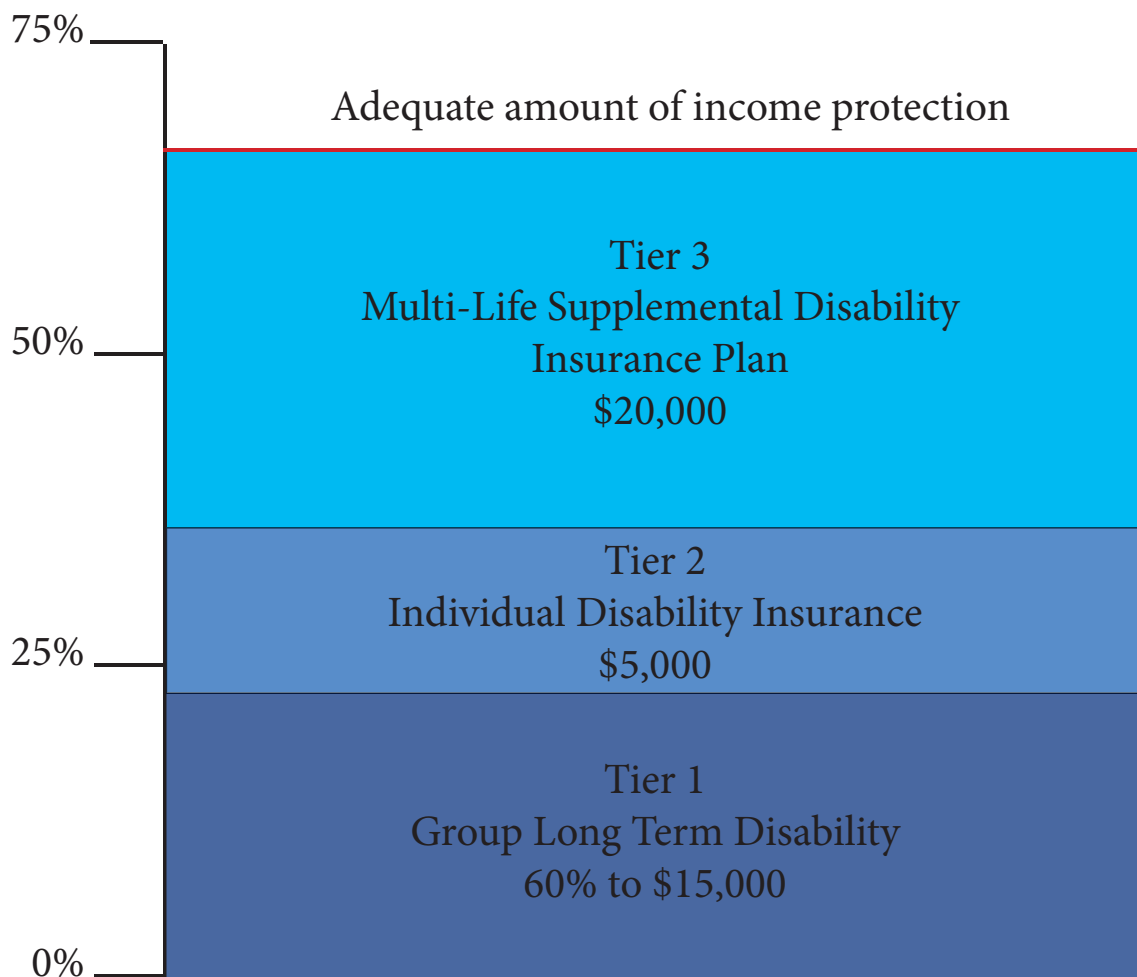 75%
Adequate amount of income protection
Tier 3
Multi-Life Supplemental Disability
Insurance Plan
$20,000
50%
Tier 2
Individual Disability Insurance
$5,000
25%
Tier 1
Group Long Term Disability
60% to $15,000
0%